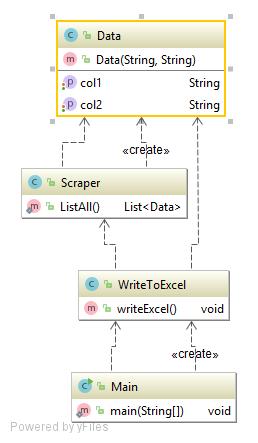 Data
Data(String, String)
col1 String
col2 String
«create»
Scraper
ListAll() List<Data>
WriteToExcel
writeExcel() void
«create»
Main
main(String[]) void
Powered by yFiles